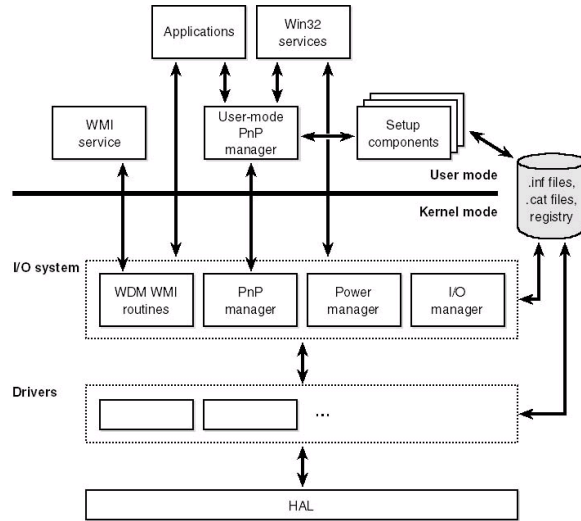 Applications
Win32
services
WMI
service
User-mode
PnP
manager
Setup
components
User mode
Kernel mode
.inf files,
.cat files,
registry
I/O system
WDM WMI
routines
PnP
manager
Power
manager
I/O
manager
Drivers
...
HAL